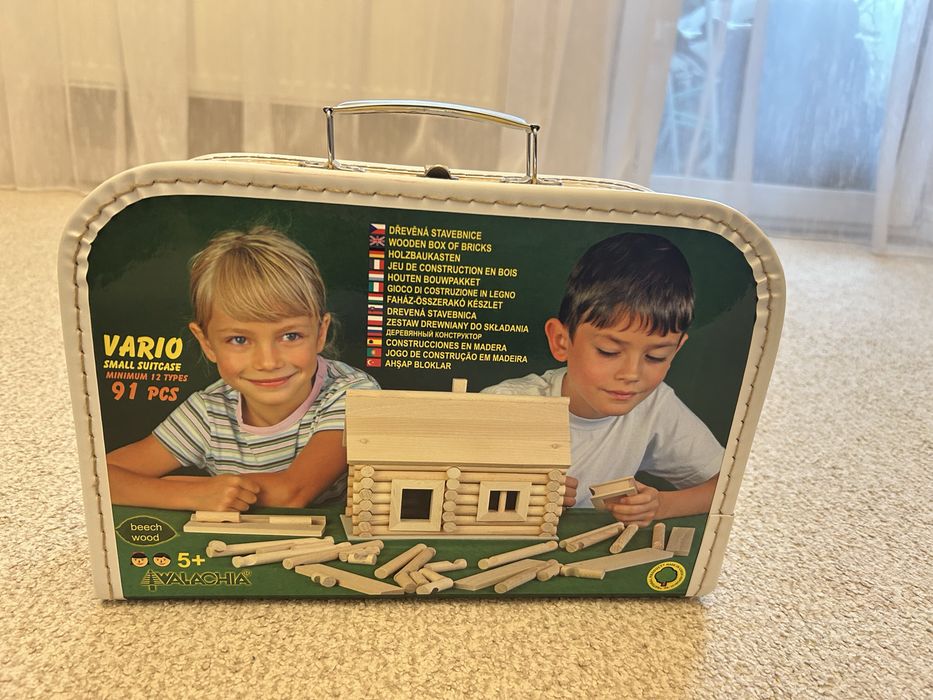 DŘEVĚNÁ STAVEBNICE
WOODEN BOX OF BRICKS
HOLZBAUKASTEN
JEU DE CONSTRUCTION EN BOIS
HOUTEN BOUWPAKKET
GIOCO DI COSTRUZIONE IN LEGNO
FAHÁZ-ÖSSZERAKÓ KÉSZLET
DREVENÁ STAVEBNICA
ZESTAW DREWNIANY DO SKŁADANIA
ДЕРЕВЯННЫЙ КОНСТРУКТОР
CONSTRUCCIONES EN MADERA
JOGO DE CONSTRUÇÃO EM MADEIRA
AHŞAP BLOKLAR
VARIO
SMALL SUITCASE
MINIMUM 12 TYPES
91 PCS
beech
wood
5+
WALACHIA®